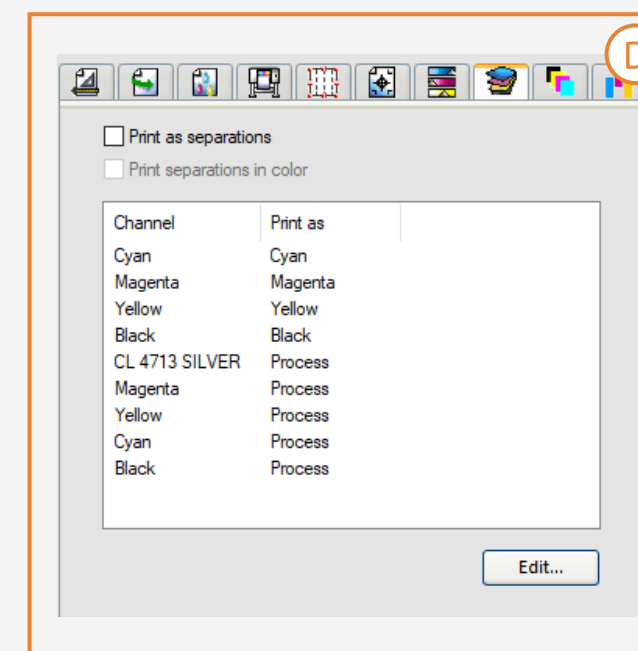 D
Print as separations
Print separations in color
Channel Print as
Cyan Cyan
Magenta Magenta
Yellow Yellow
Black Black
CL 4713 SILVER Process
Magenta Process
Yellow Process
Cyan Process
Black Process
Edit...